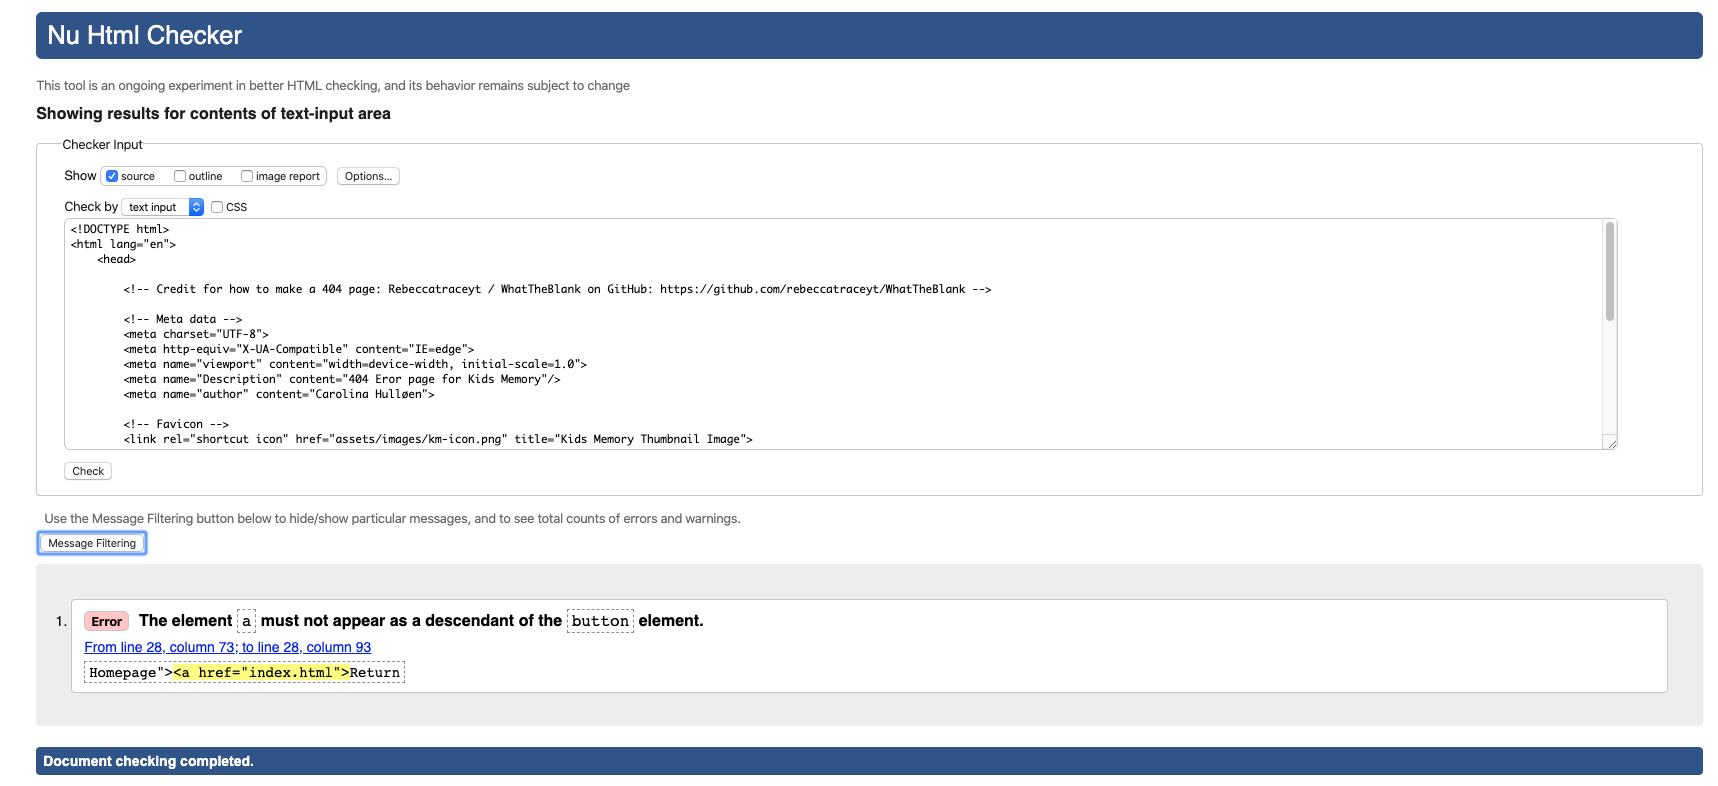 Nu Html Checker
This tool is an ongoing experiment in better HTML checking, and its behavior remains subject to change
Showing results for contents of text-input area
Checker Input
Show source outline image report Options...
Check by text input CSS
<!DOCTYPE html>
<html lang="en">
<head>
<!-- Credit for how to make a 404 page: Rebeccatraceyt / WhatTheBlank on GitHub: https://github.com/rebeccatraceyt/WhatTheBlank -->
<!-- Meta data -->
<meta charset="UTF-8">
<meta http-equiv="X-UA-Compatible" content="IE=edge">
<meta name="viewport" content="width=device-width, initial-scale=1.0">
<meta name="Description" content="404 Eror page for Kids Memory"/>
<meta name="author" content="Carolina Hulløen">
<!-- Favicon -->
<link rel="shortcut icon" href="assets/images/km-icon.png" title="Kids Memory Thumbnail Image">
Check
Use the Message Filtering button below to hide/show particular messages, and to see total counts of errors and warnings.
Message Filtering
1. Error The element a must not appear as a descendant of the button element.
From line 28, column 73; to line 28, column 93
Homepage"><a href="index.html">Return
Document checking completed.